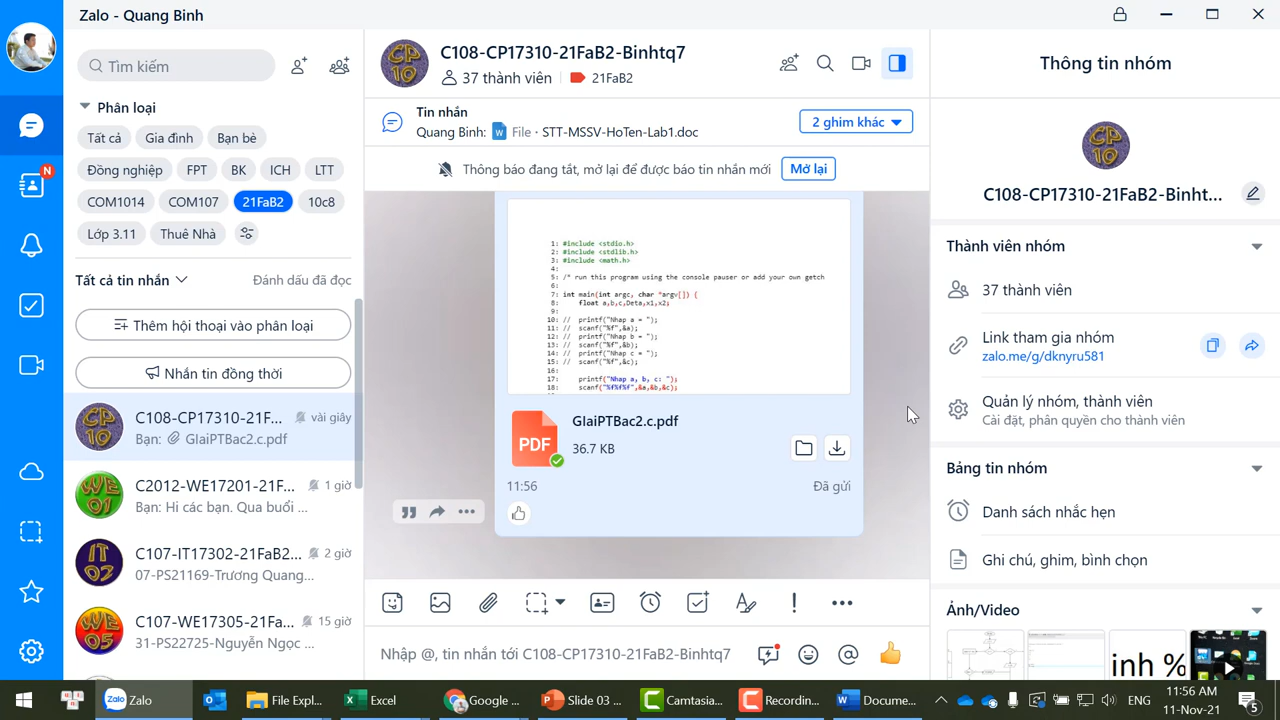 Zalo - Quang Binh
Tìm kiếm
Phân loại
Tất cả
Gia đình
Bạn bè
Đồng nghiệp
FPT
BK
ICH
LTT
COM1014
COM107
21FaB2
10c8
Lớp 3.11
Thuê Nhà
Tất cả tin nhắn
Đánh dấu đã đọc
Thêm hội thoại vào phân loại
Nhắn tin đồng thời
C108-CP17310-21F...
vài giây
Bạn: GIaiPTBac2.c.pdf
C2012-WE17201-21F...
1 giờ
Bạn: Hi các bạn. Qua buổi ...
C107-IT17302-21FaB2...
2 giờ
07-PS21169-Trương Quang...
C107-WE17305-21Fa...
15 giờ
31-PS22725-Nguyễn Ngọc ...
C108-CP17310-21FaB2-Binhtq7
37 thành viên
21FaB2
Tin nhắn
Quang Binh: File · STT-MSSV-HoTen-Lab1.doc
2 ghim khác
Thông báo đang tắt, mở lại để được báo tin nhắn mới
Mở lại
1: #include <stdio.h>
2: #include <stdlib.h>
3: #include <math.h>
4:
5: /* run this program using the console pauser or add your own getch
6:
7: int main(int argc, char *argv[]) {
8: float a,b,c,Deta,x1,x2;
9:
10: // printf("Nhap a = ");
11: // scanf("%f",&a);
12: // printf("Nhap b = ");
13: // scanf("%f",&b);
14: // printf("Nhap c = ");
15: // scanf("%f",&c);
16:
17: printf("Nhap a, b, c: ");
18: scanf("%f%f%f",&a,&b,&c);
PDF
GIaiPTBac2.c.pdf
36.7 KB
11:56
Đã gửi
Nhập @, tin nhắn tới C108-CP17310-21FaB2-Binhtq7
Thông tin nhóm
CP
10
C108-CP17310-21FaB2-Binht...
Thành viên nhóm
37 thành viên
Link tham gia nhóm
zalo.me/g/dknyru581
Quản lý nhóm, thành viên
Cài đặt, phân quyền cho thành viên
Bảng tin nhóm
Danh sách nhắc hẹn
Ghi chú, ghim, bình chọn
Ảnh/Video
inh %
Zalo
File Expl...
Excel
Google ...
Slide 03 ...
Camtasia...
Recordin...
Docume...
ENG
11:56 AM
11-Nov-21
5